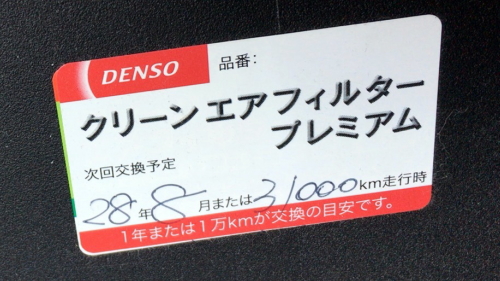 DENSO 品番:
クリーンエアフィルター
プレミアム
次回交換予定
28年8月または31000km走行時
1年または1万kmが交換の目安です。